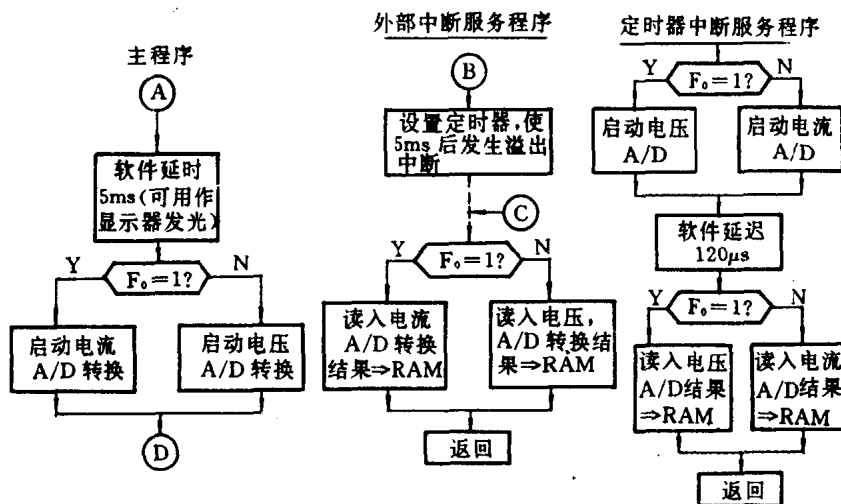 主程序
A
软件延时
5ms(可用作
显示器发光)
Y
F₀=1?
N
启动电流
A/D 转换
启动电压
A/D 转换
D
外部中断服务程序
B
设置定时器,使
5ms 后发生溢出
中断
C
Y
F₀=1?
N
读入电流
A/D 转换
结果⇒RAM
读入电压,
A/D转换结
果⇒RAM
返回
定时器中断服务程序
Y
F₀=1?
N
启动电压
A/D
启动电流
A/D
软件延迟
120μs
Y
F₀=1?
N
读入电压
A/D结果
⇒RAM
读入电流
A/D结果
⇒RAM
返回